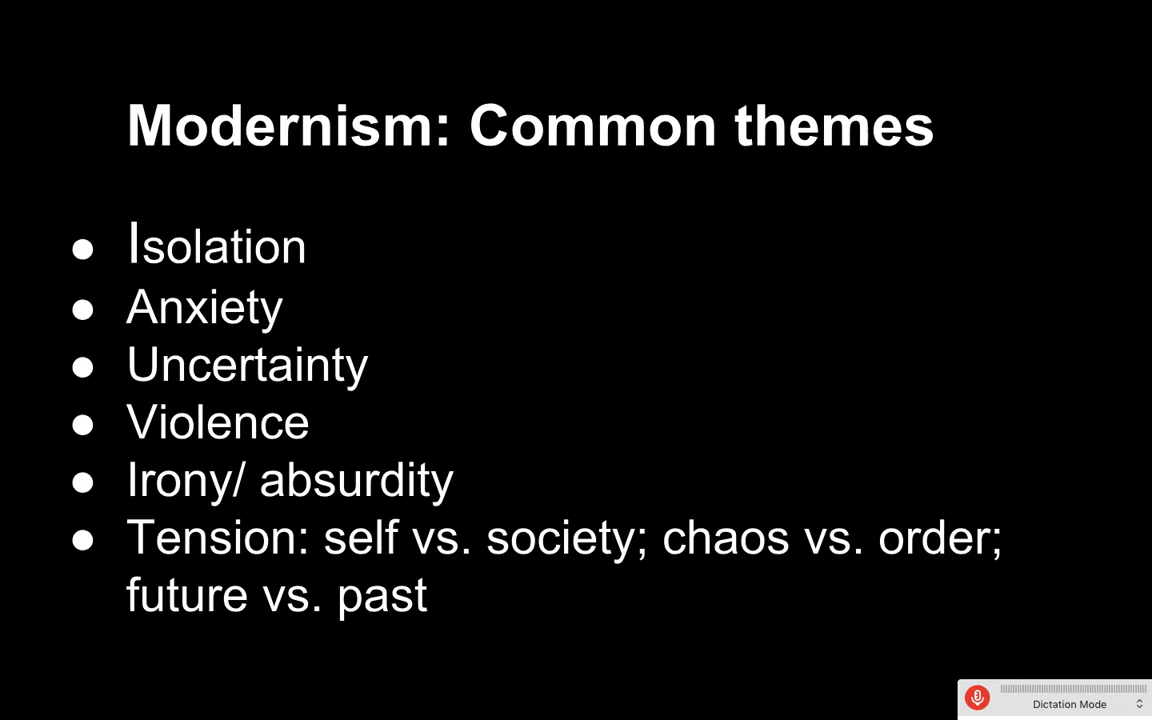 Modernism: Common themes
● Isolation
● Anxiety
● Uncertainty
● Violence
● Irony/ absurdity
● Tension: self vs. society; chaos vs. order;
future vs. past
Dictation Mode